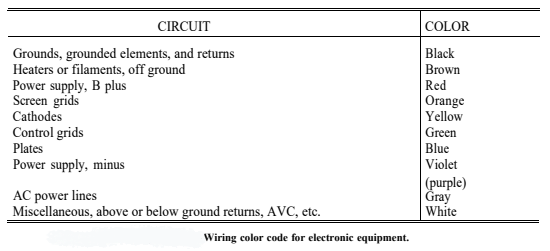 CIRCUIT COLOR
Grounds, grounded elements, and returns Black
Heaters or filaments, off ground Brown
Power supply, B plus Red
Screen grids Orange
Cathodes Yellow
Control grids Green
Plates Blue
Power supply, minus Violet
(purple)
AC power lines Gray
Miscellaneous, above or below ground returns, AVC, etc. White
Wiring color code for electronic equipment.